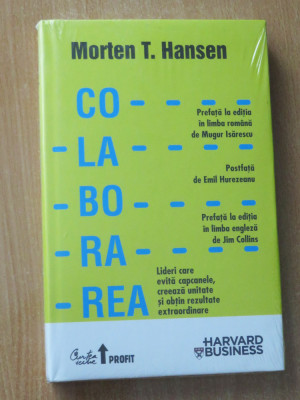 Morten T. Hansen
CO
Prefață la ediția
în limba română
de Mugur Isărescu
LA
Postfață
de Emil Hurezeanu
BO
Prefață la ediția
în limba engleză
de Jim Collins
RA
Lideri care
evită capcanele,
creează unitate
și obțin rezultate
extraordinare
REA
Curtea veche
PROFIT
HARVARD
BUSINESS